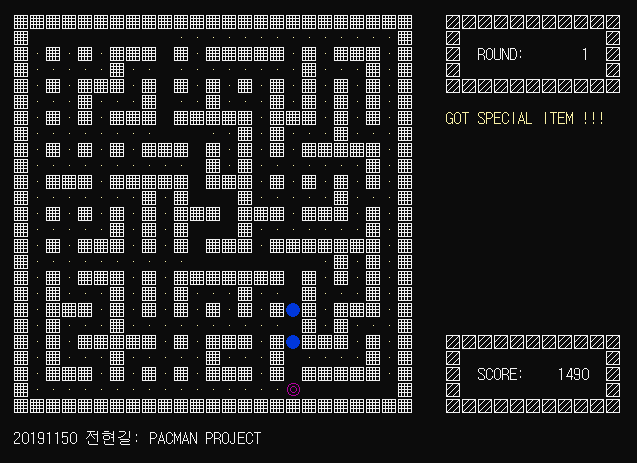 ROUND: 1
GOT SPECIAL ITEM !!!
SCORE: 1490
20191150 전현길: PACMAN PROJECT